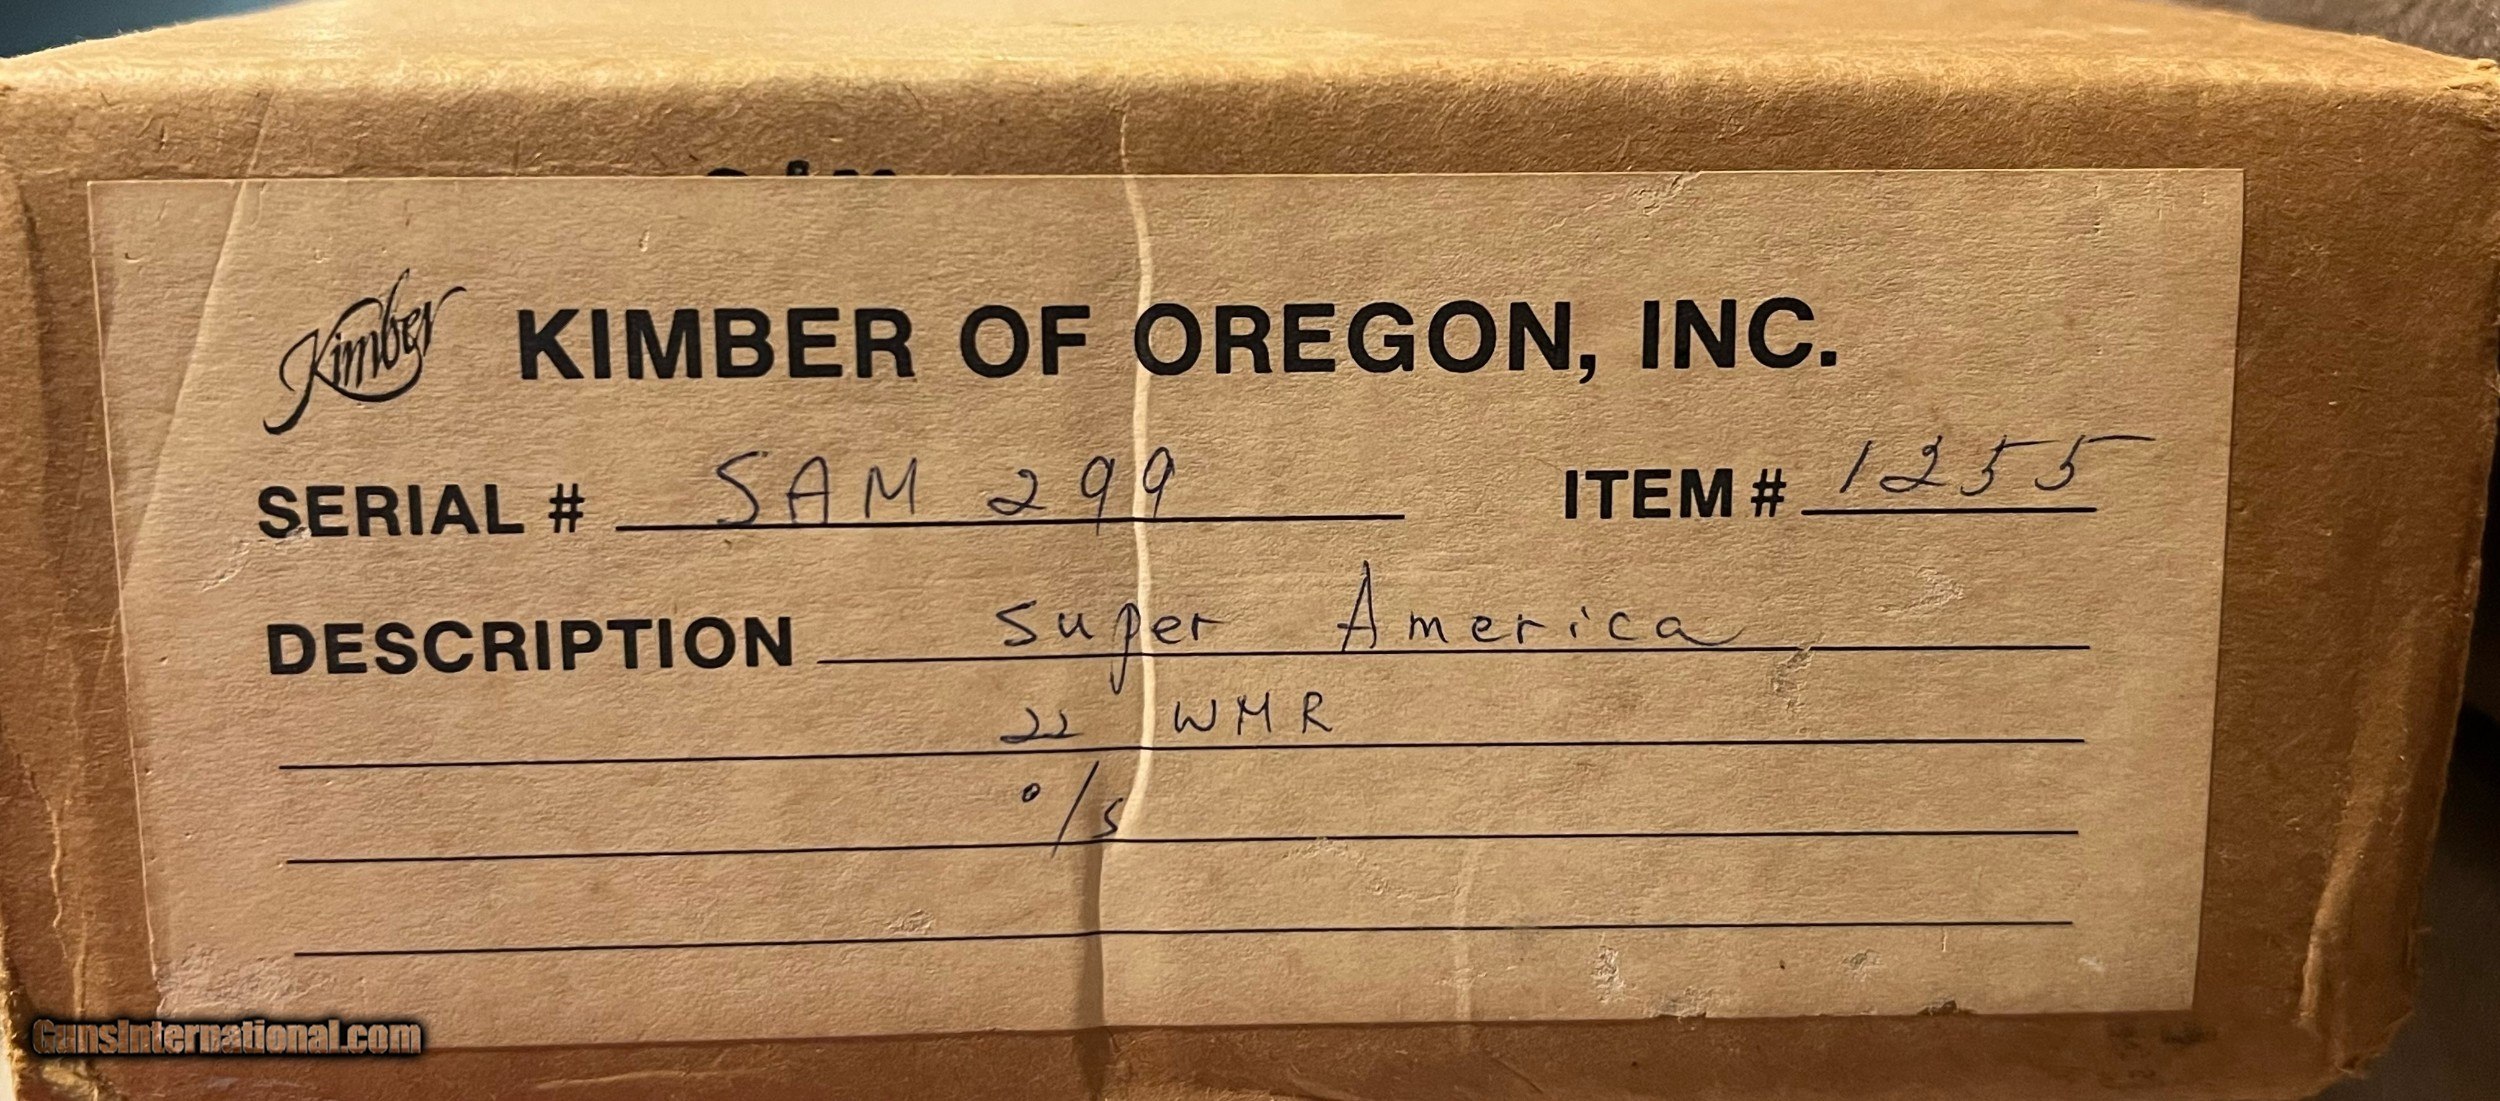 Kimber KIMBER OF OREGON, INC.
SERIAL # SAM 299 ITEM # 1255
DESCRIPTION Super America
22 WMR
o/s
GunsInternational.com